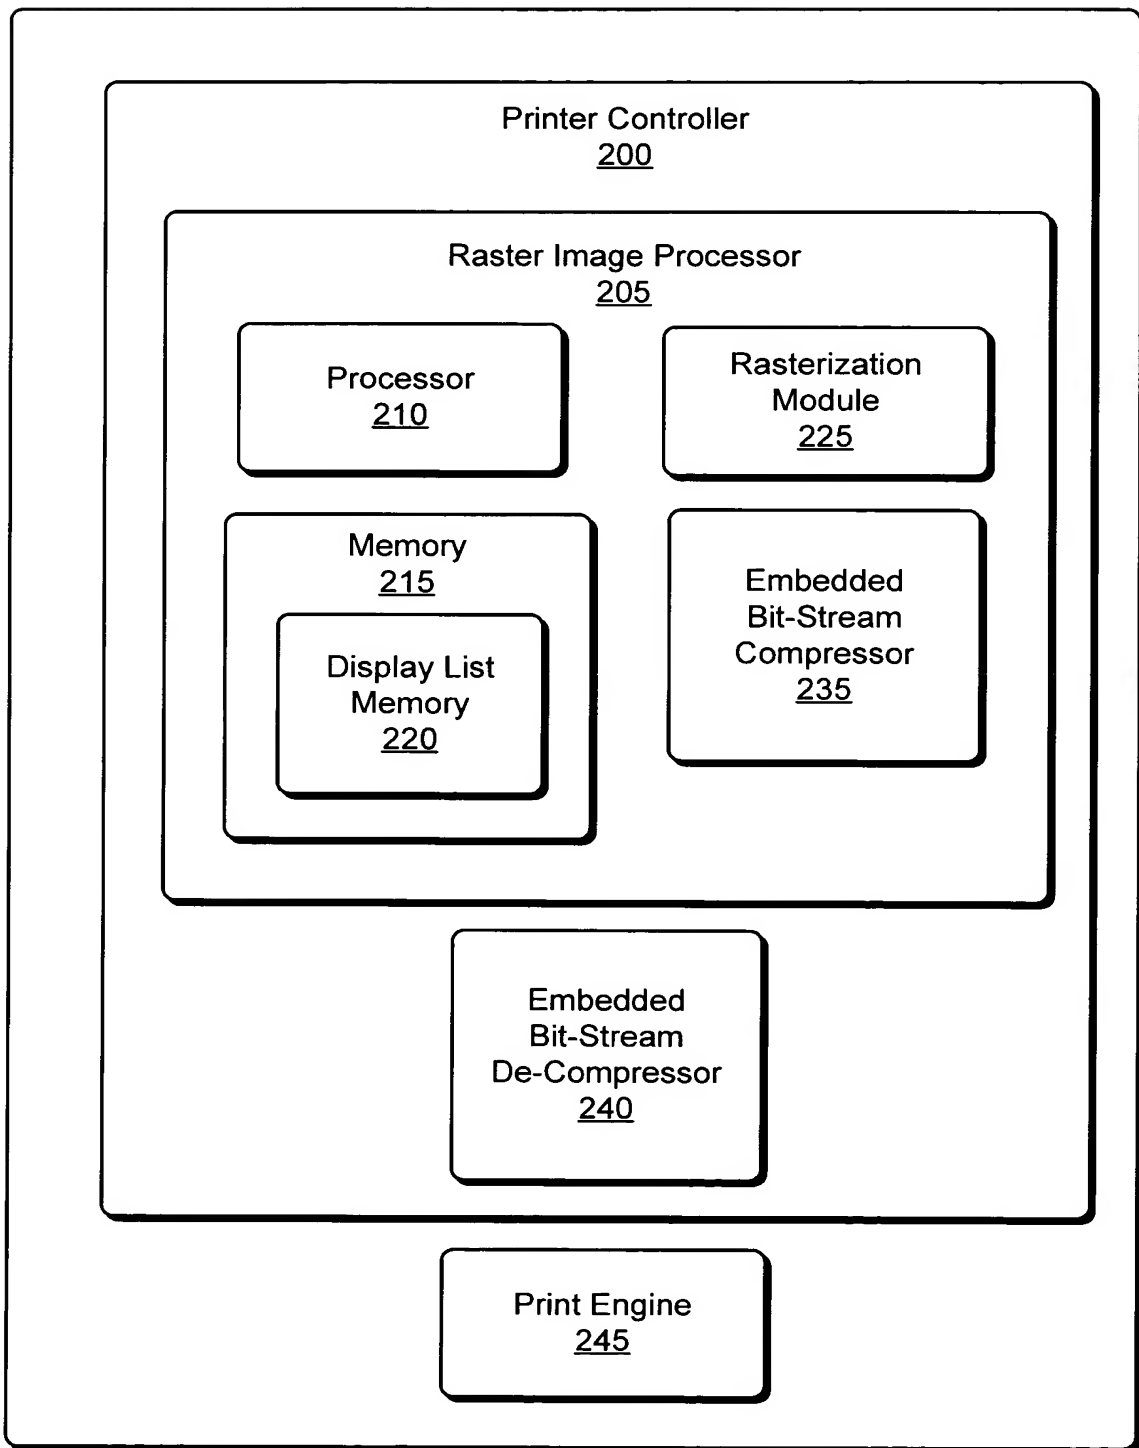 Printer Controller
200
Raster Image Processor
205
Processor
210
Rasterization
Module
225
Memory
215
Display List
Memory
220
Embedded
Bit-Stream
Compressor
235
Embedded
Bit-Stream
De-Compressor
240
Print Engine
245